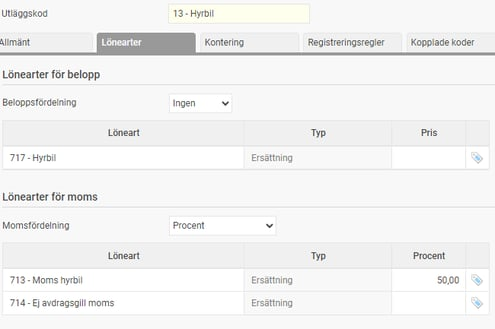 Utläggskod 13 - Hyrbil
Allmänt Lönearter Kontering Registreringsregler Kopplade koder
Lönearter för belopp
Beloppsfördelning Ingen
Löneart Typ Pris
717 - Hyrbil Ersättning
Lönearter för moms
Momsfördelning Procent
Löneart Typ Procent
713 - Moms hyrbil Ersättning 50,00
714 - Ej avdragsgill moms Ersättning